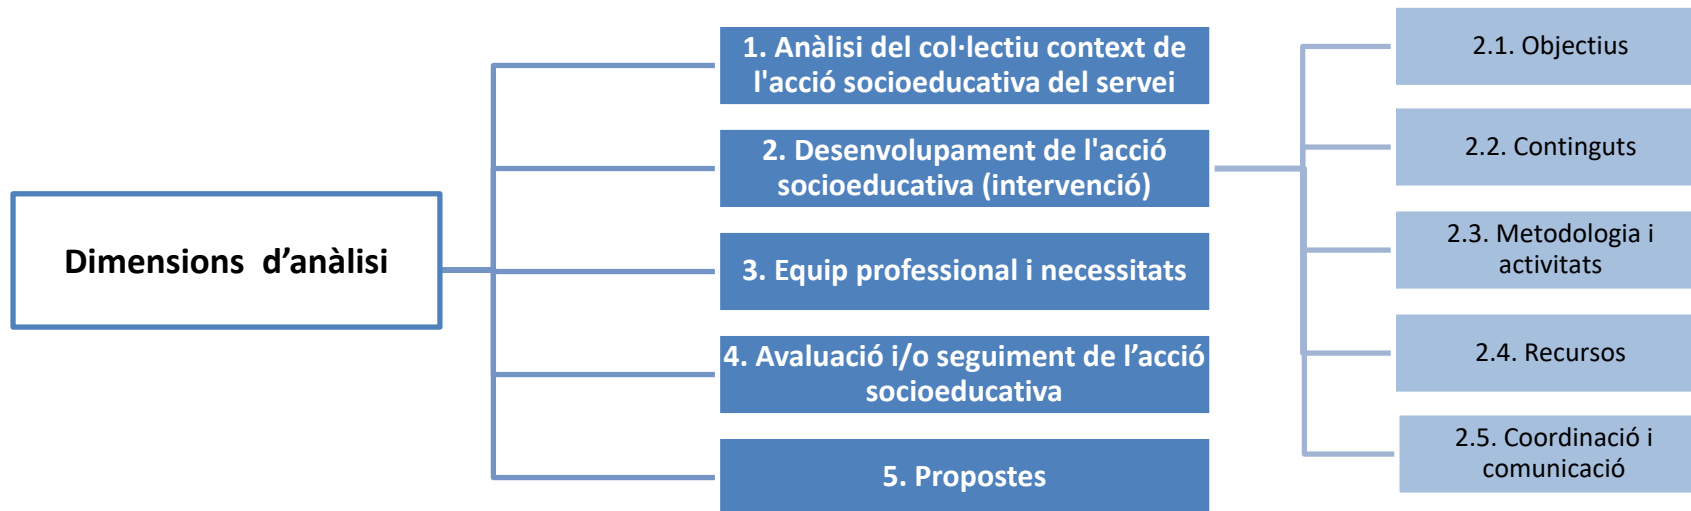 Dimensions d’anàlisi
1. Anàlisi del col·lectiu context de
l'acció socioeducativa del servei
2. Desenvolupament de l'acció
socioeducativa (intervenció)
3. Equip professional i necessitats
4. Avaluació i/o seguiment de l’acció
socioeducativa
5. Propostes
2.1. Objectius
2.2. Continguts
2.3. Metodologia i
activitats
2.4. Recursos
2.5. Coordinació i
comunicació